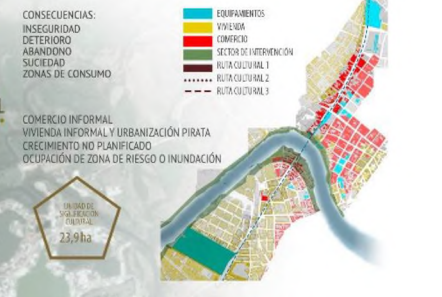 CONSECUENCIAS:
INSEGURIDAD
DETERIORO
ABANDONO
SUCIEDAD
ZONAS DE CONSUMO
EQUIPAMIENTOS
VIVIENDA
COMERCIO
SECTOR DE INTERVENCIÓN
RUTA CULTURAL 1
RUTA CULTURAL 2
RUTA CULTURAL 3
COMERCIO INFORMAL
VIVIENDA INFORMAL Y URBANIZACIÓN PIRATA
CRECIMIENTO NO PLANIFICADO
OCUPACIÓN DE ZONA DE RIESGO O INUNDACIÓN
UNIDAD DE
CULTURAL
23,9ha